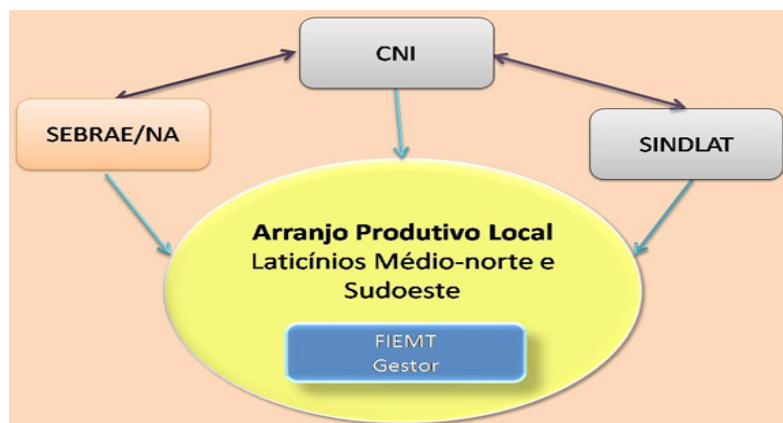 CNI
SEBRAE/NA
SINDLAT
Arranjo Produtivo Local
Laticínios Médio-norte e
Sudoeste
FIEMT
Gestor